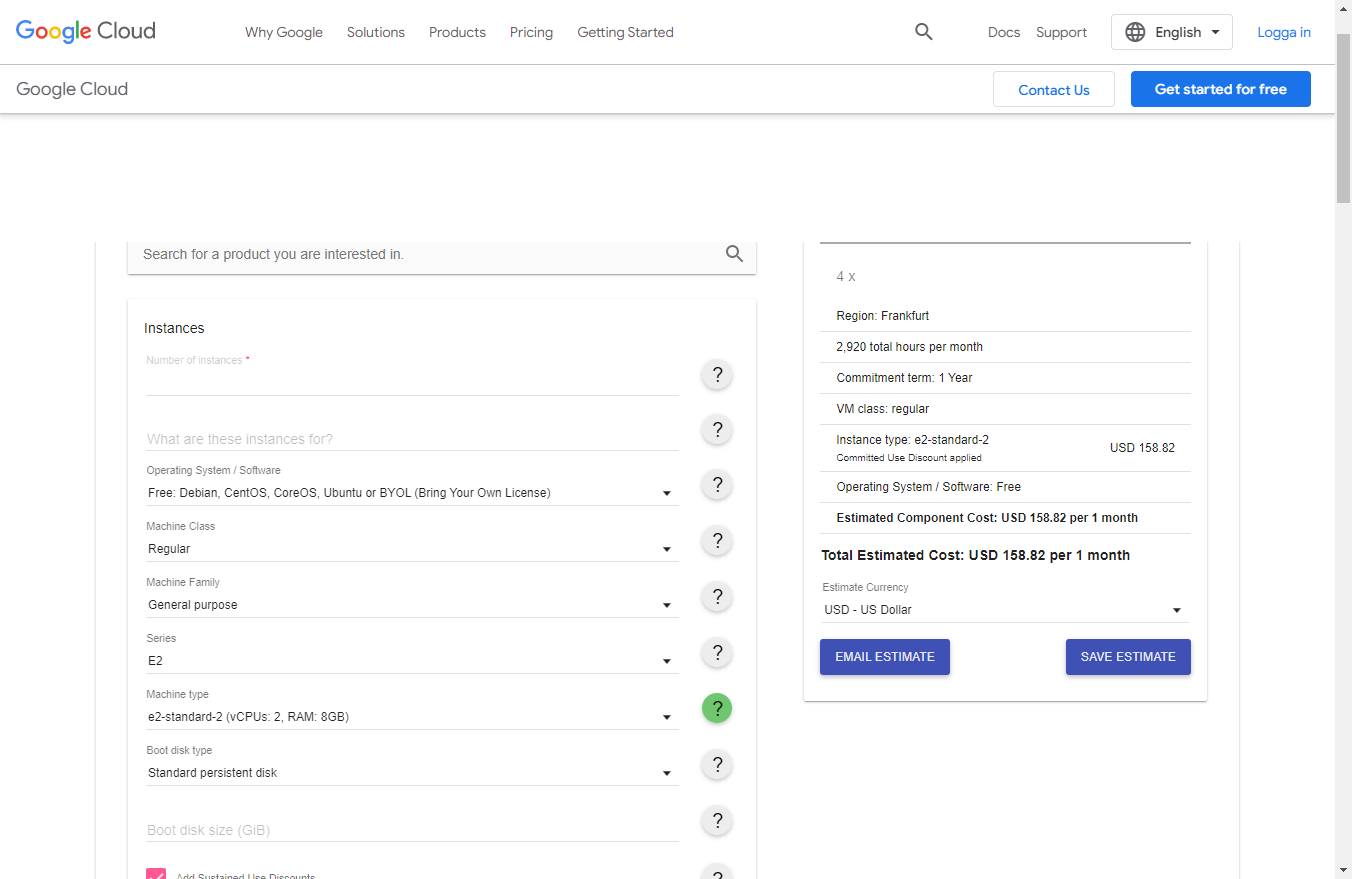 Google Cloud
Why Google Solutions Products Pricing Getting Started
Docs Support English Logga in
Google Cloud
Contact Us Get started for free
Search for a product you are interested in.
Instances
Number of instances *
?
What are these instances for?
?
Operating System / Software
Free: Debian, CentOS, CoreOS, Ubuntu or BYOL (Bring Your Own License)
?
Machine Class
Regular
?
Machine Family
General purpose
?
Series
E2
?
Machine type
e2-standard-2 (vCPUs: 2, RAM: 8GB)
?
Boot disk type
Standard persistent disk
?
Boot disk size (GiB)
?
Add Sustained Use Discounts
?
4 x
Region: Frankfurt
2,920 total hours per month
Commitment term: 1 Year
VM class: regular
Instance type: e2-standard-2
Committed Use Discount applied
USD 158.82
Operating System / Software: Free
Estimated Component Cost: USD 158.82 per 1 month
Total Estimated Cost: USD 158.82 per 1 month
Estimate Currency
USD - US Dollar
EMAIL ESTIMATE SAVE ESTIMATE